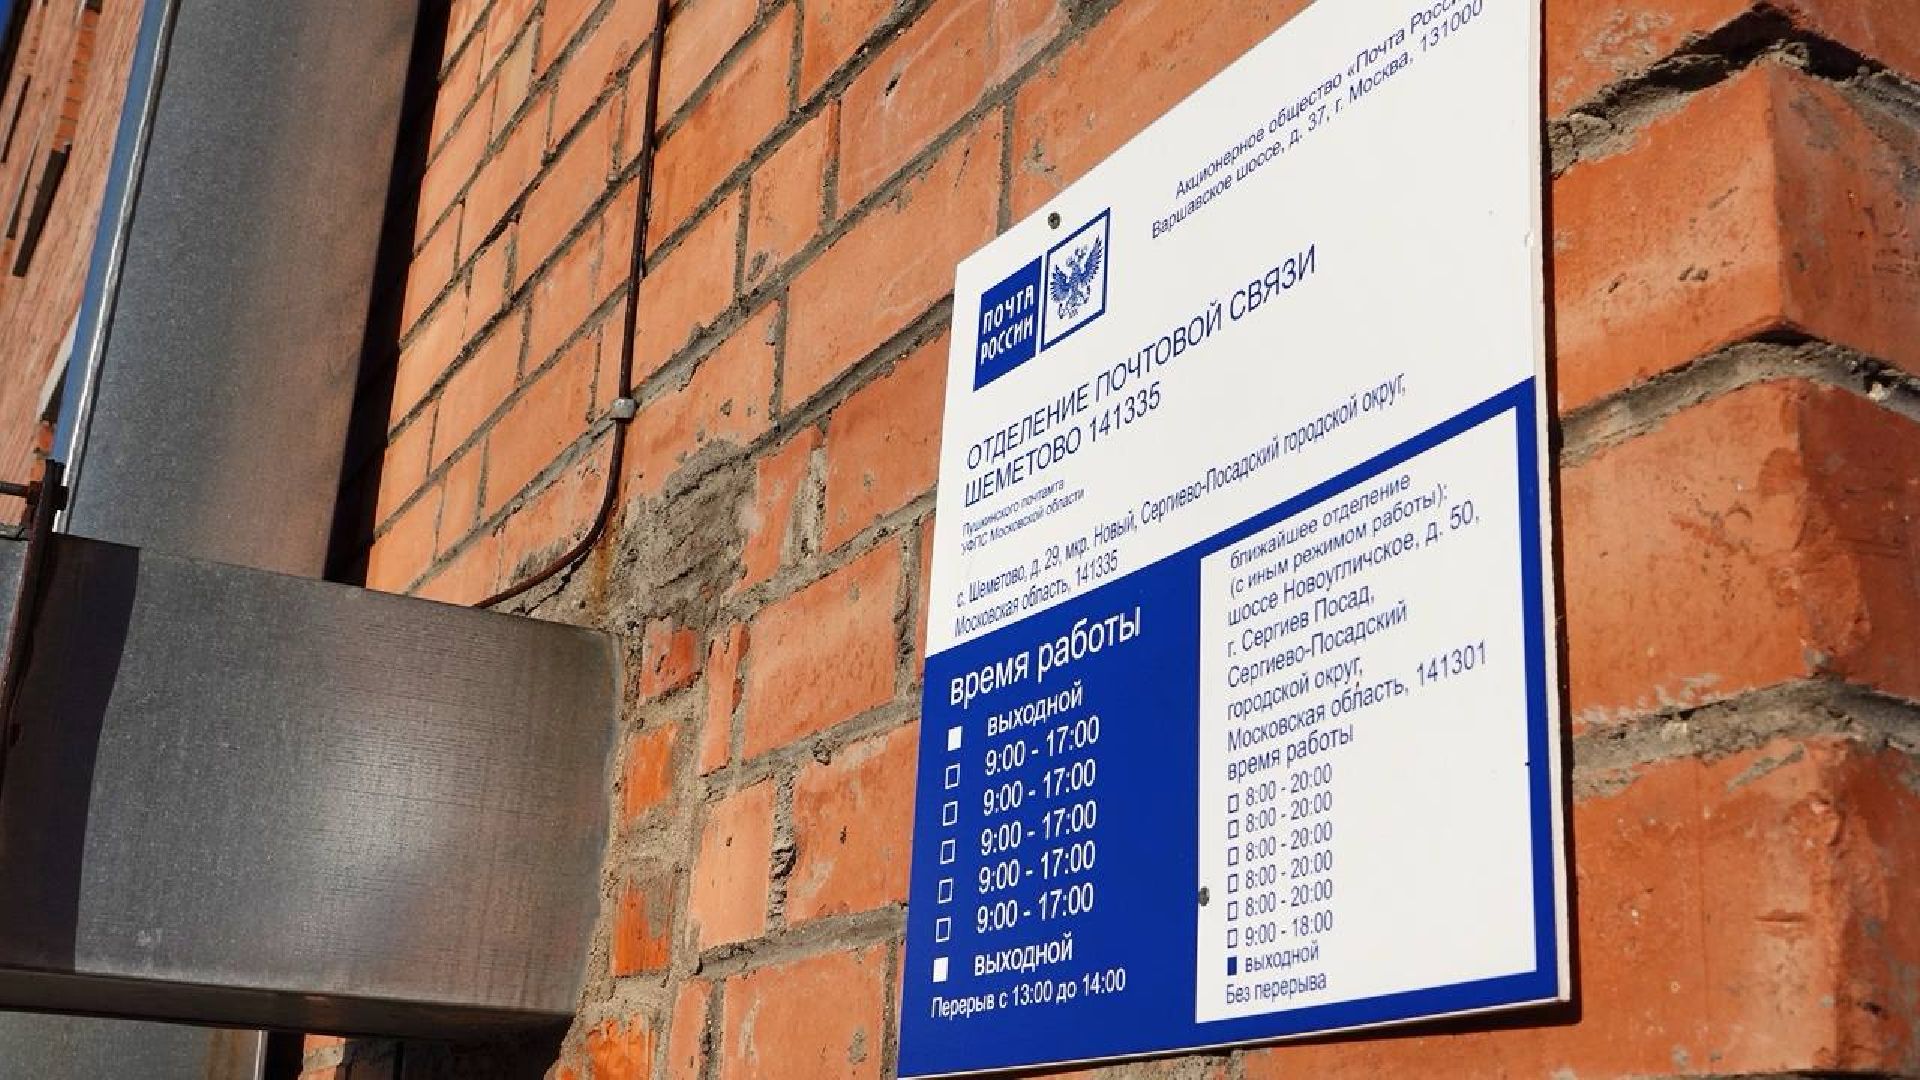 Акционерное общество «Почта
Варшавское шоссе, д. 37, г. Москва, 131000
ПОЧТА
РОССИИ
ОТДЕЛЕНИЕ ПОЧТОВОЙ СВЯЗИ
ШЕМЕТОВО 141335
Пушкинского почтамта
УФПС Московской области
с. Шеметово, д. 29, мкр. Новый, Сергиево-Посадский городской округ,
Московская область, 141335
время работы
выходной
9:00 - 17:00
9:00 - 17:00
9:00 - 17:00
9:00 - 17:00
9:00 - 17:00
выходной
Перерыв с 13:00 до 14:00
ближайшее отделение
(с иным режимом работы):
шоссе Новоугличское, д. 50,
г. Сергиев Посад,
Сергиево-Посадский
городской округ,
Московская область, 141301
время работы
8:00 - 20:00
8:00 - 20:00
8:00 - 20:00
8:00 - 20:00
8:00 - 20:00
9:00 - 18:00
выходной
Без перерыва